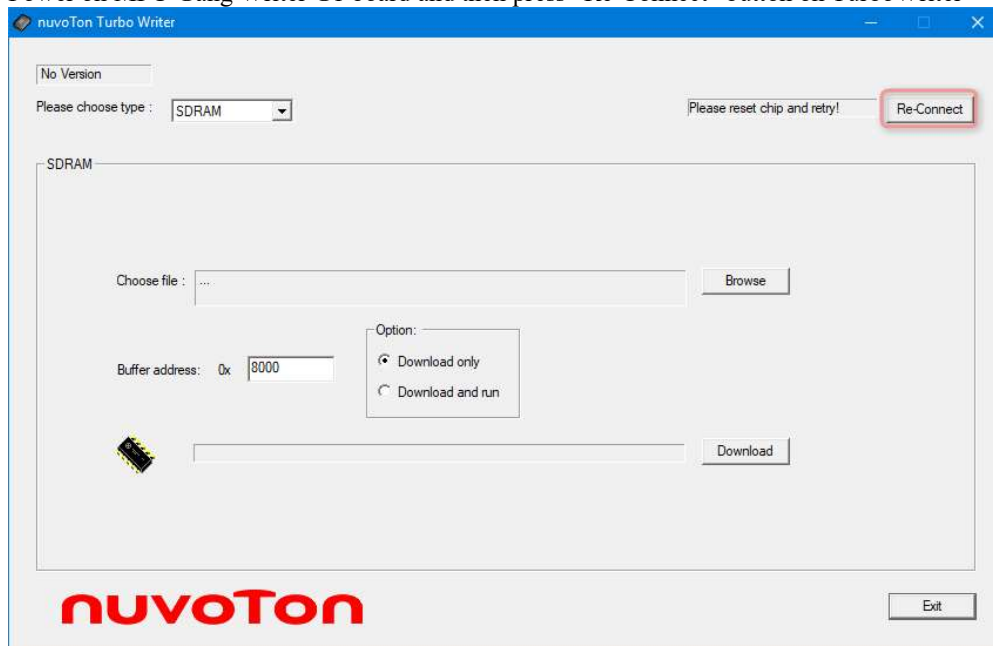 nuvoTon Turbo Writer
No Version
Please choose type :
SDRAM
Please reset chip and retry!
Re-Connect
SDRAM
Choose file :
...
Browse
Option:
Download only
Buffer address: 0x 8000
Download and run
Download
nuvoTon
Exit